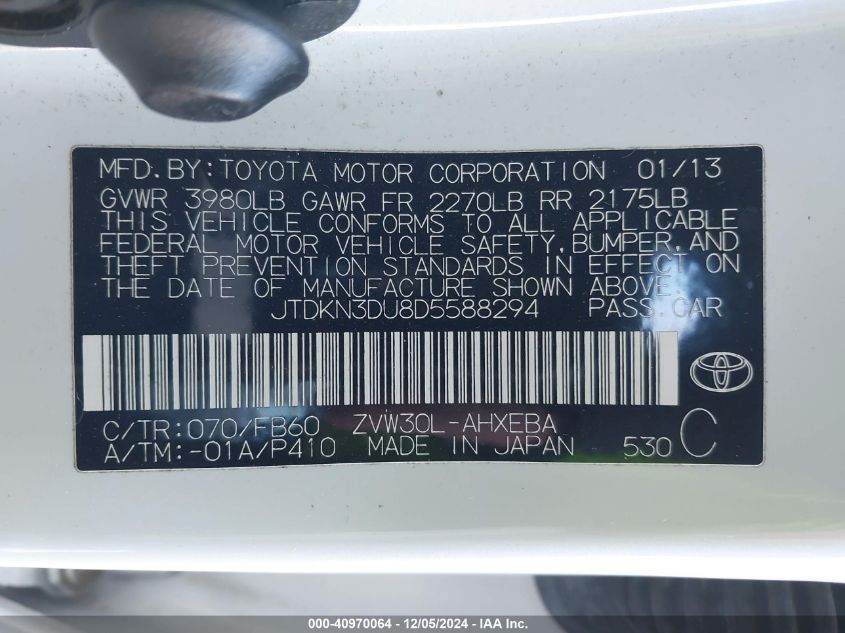 MFD.BY:TOYOTA MOTOR CORPORATION 01/13
GVWR 3980LB GAWR FR 2270LB RR 2175LB
THIS VEHICLE CONFORMS TO ALL APPLICABLE
FEDERAL MOTOR VEHICLE SAFETY,BUMPER,AND
THEFT PREVENTION STANDARDS IN EFFECT ON
THE DATE OF MANUFACTURE SHOWN ABOVE.
JTDKN3DU8D5588294 PASS.CAR
C/TR:070/FB60 ZVW30L-AHXEBA
A/TM:-01A/P410 MADE IN JAPAN 530 C
000-40970064 - 12/05/2024 - IAA Inc.